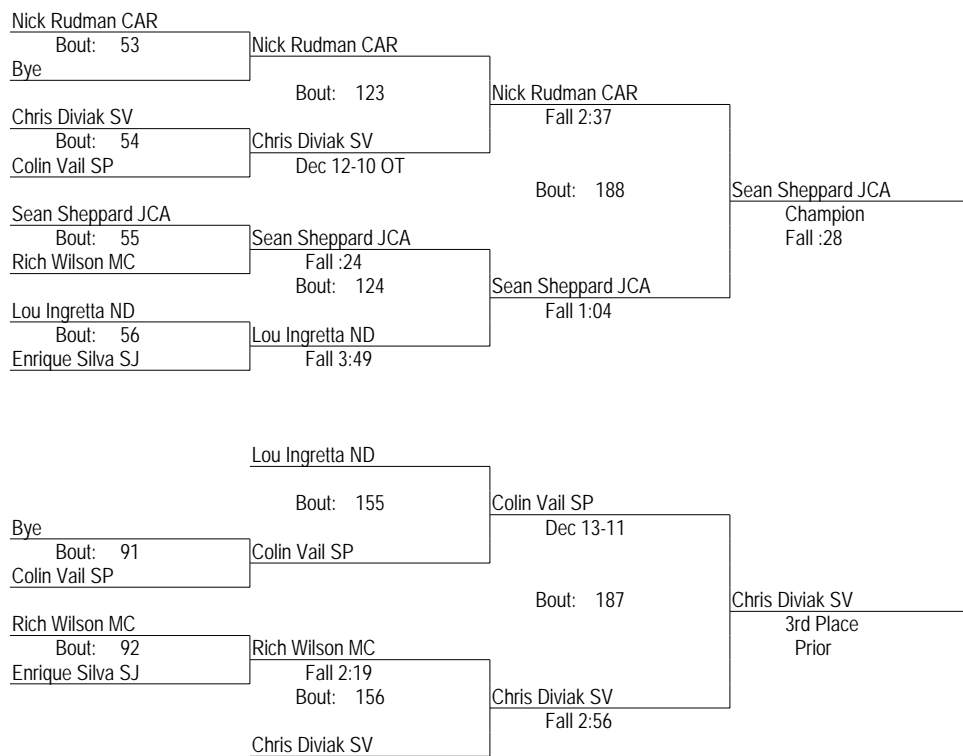 Nick Rudman CAR
Bout: 53
Bye
Nick Rudman CAR
Bout: 123
Chris Diviak SV
Bout: 54
Colin Vail SP
Chris Diviak SV
Dec 12-10 OT
Nick Rudman CAR
Fall 2:37
Bout: 188
Sean Sheppard JCA
Champion
Fall :28
Sean Sheppard JCA
Bout: 55
Rich Wilson MC
Sean Sheppard JCA
Fall :24
Bout: 124
Sean Sheppard JCA
Fall 1:04
Lou Ingretta ND
Bout: 56
Enrique Silva SJ
Lou Ingretta ND
Fall 3:49
Lou Ingretta ND
Bout: 155
Colin Vail SP
Dec 13-11
Bye
Bout: 91
Colin Vail SP
Colin Vail SP
Bout: 187
Chris Diviak SV
3rd Place
Prior
Rich Wilson MC
Bout: 92
Enrique Silva SJ
Rich Wilson MC
Fall 2:19
Bout: 156
Chris Diviak SV
Fall 2:56
Chris Diviak SV